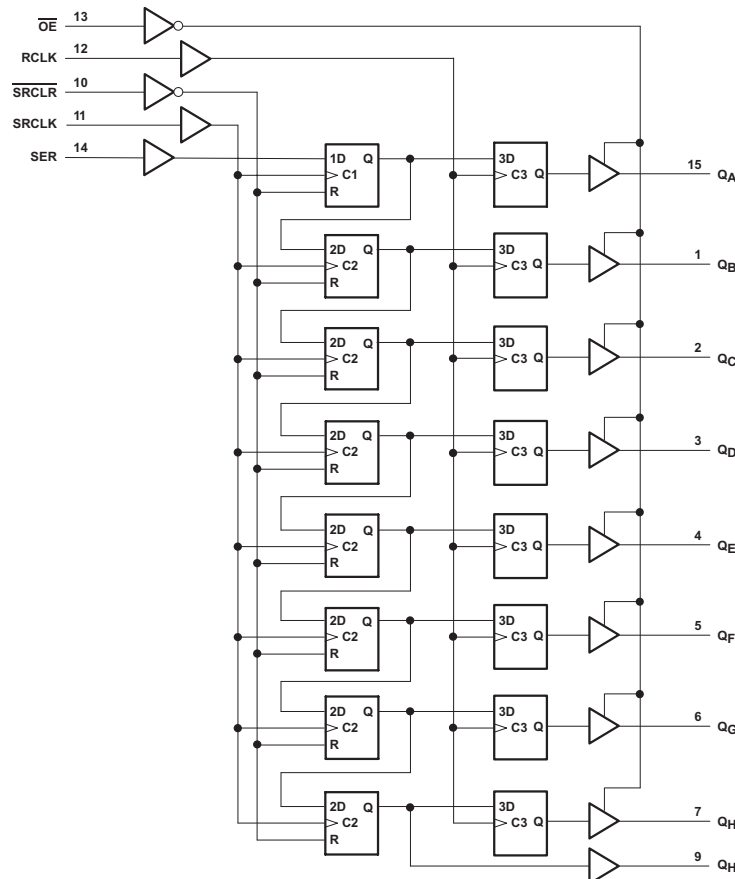 OE 13
RCLK 12
SRCLR 10
SRCLK 11
SER 14
1D Q
C1
R
3D
C3 Q
15
QA
2D Q
C2
R
3D
C3 Q
1
QB
2D Q
C2
R
3D
C3 Q
2
QC
2D Q
C2
R
3D
C3 Q
3
QD
2D Q
C2
R
3D
C3 Q
4
QE
2D Q
C2
R
3D
C3 Q
5
QF
2D Q
C2
R
3D
C3 Q
6
QG
2D Q
C2
R
3D
C3 Q
7
QH
9
QH